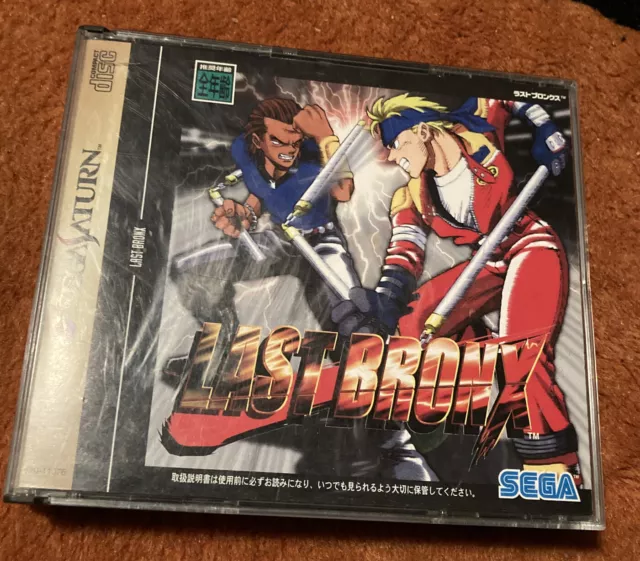 COMPACT
disc
推奨年齢
全年齢
ラストブロンクス™
SEGA SATURN™
LAST BRONX
LAST BRONX™
SEGA™
取扱説明書は使用前に必ずお読みになり、いつでも見られるよう大切に保管してください。